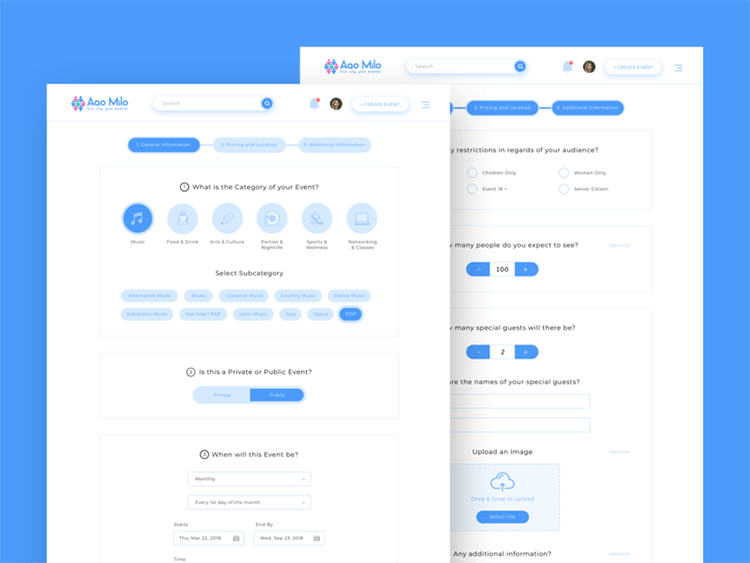 Aqo Milo
Your city, your events!
Search
+ CREATE EVENT
1. General Information
2. Pricing and Location
3. Additional Information
1 What is the Category of your Event?
Music
Food & Drink
Arts & Culture
Parties &
Nightlife
Sports &
Wellness
Networking
& Classes
Select Subcategory
Alternative Music
Blues
Classical Music
Country Music
Dance Music
Electronic Music
Hip-Hop / RAP
Latin Music
Jazz
Opera
POP
2 Is this a Private or Public Event?
Private
Public
3 When will this Event be?
Monthly
Every 1st day of the month
Starts
End By
Thu, Mar 22, 2018
Wed, Sep 23, 2018
Time
Aqo Milo
Your city, your events!
Search
+ CREATE EVENT
2. Pricing and Location
3. Additional Information
y restrictions in regards of your audience?
Children Only
Women Only
Event 18 +
Senior Citizen
many people do you expect to see?
Optional
- 100 +
many special guests will there be?
- 2 +
are the names of your special guests?
Upload an Image
Optional
Drag & Drop to upload
Select File
Any additional information?
Optional